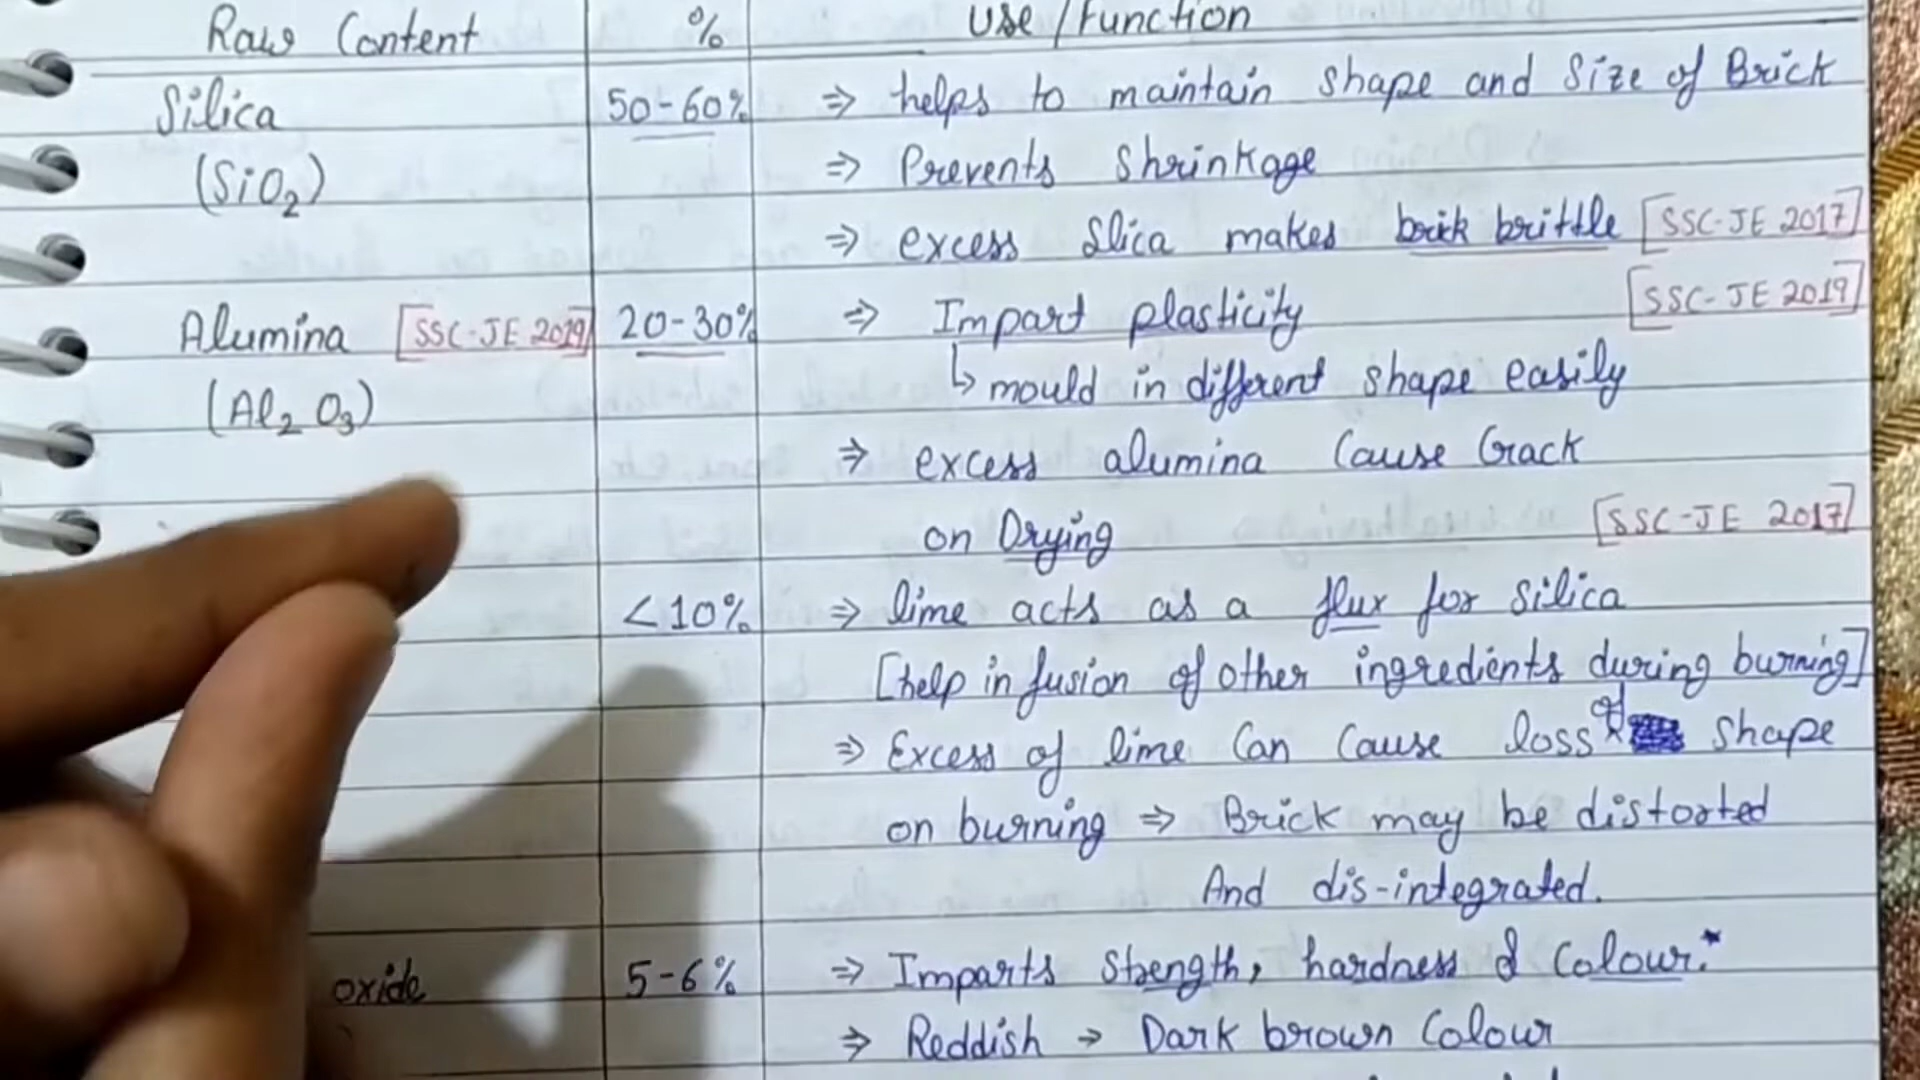 Raw Content % Use/Function
Silica 50-60% ⇒ helps to maintain shape and size of Brick
(SiO₂) ⇒ Prevents Shrinkage
⇒ excess Slica makes brick brittle [SSC-JE 2017]
[SSC-JE 2019]
Alumina [SSC-JE 2019] 20-30% ⇒ Impart plasticity
(Al₂O₃) ↳ mould in different shape easily
⇒ excess alumina Cause Crack
on Drying [SSC-JE 2017]
<10% ⇒ lime acts as a flux for silica
[help in fusion of other ingredients during burning]
⇒ Excess of lime Can Cause loss of shape
on burning ⇒ Brick may be distorted
And dis-integrated.
oxide 5-6% ⇒ Imparts Stength, hardness & Colour.*
⇒ Reddish → Dark brown Colour